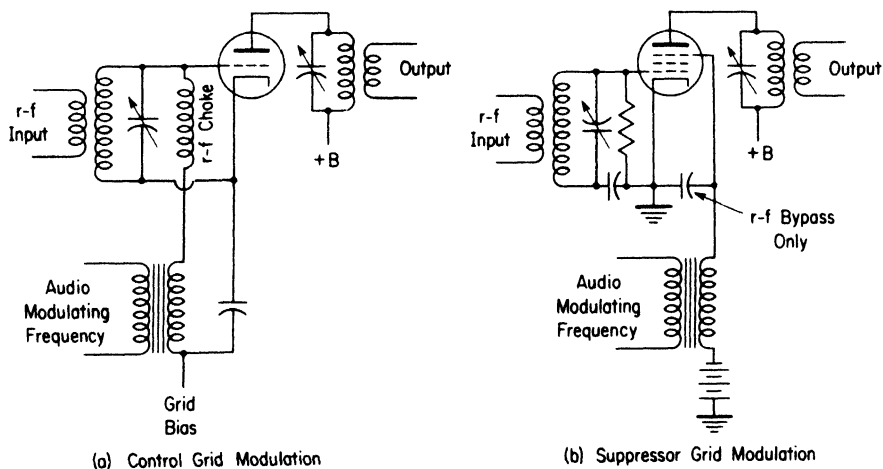 r-f
Input
r-f Choke
Output
+B
Audio
Modulating
Frequency
Grid
Bias
(a) Control Grid Modulation
r-f
Input
Output
+B
r-f Bypass
Only
Audio
Modulating
Frequency
(b) Suppressor Grid Modulation